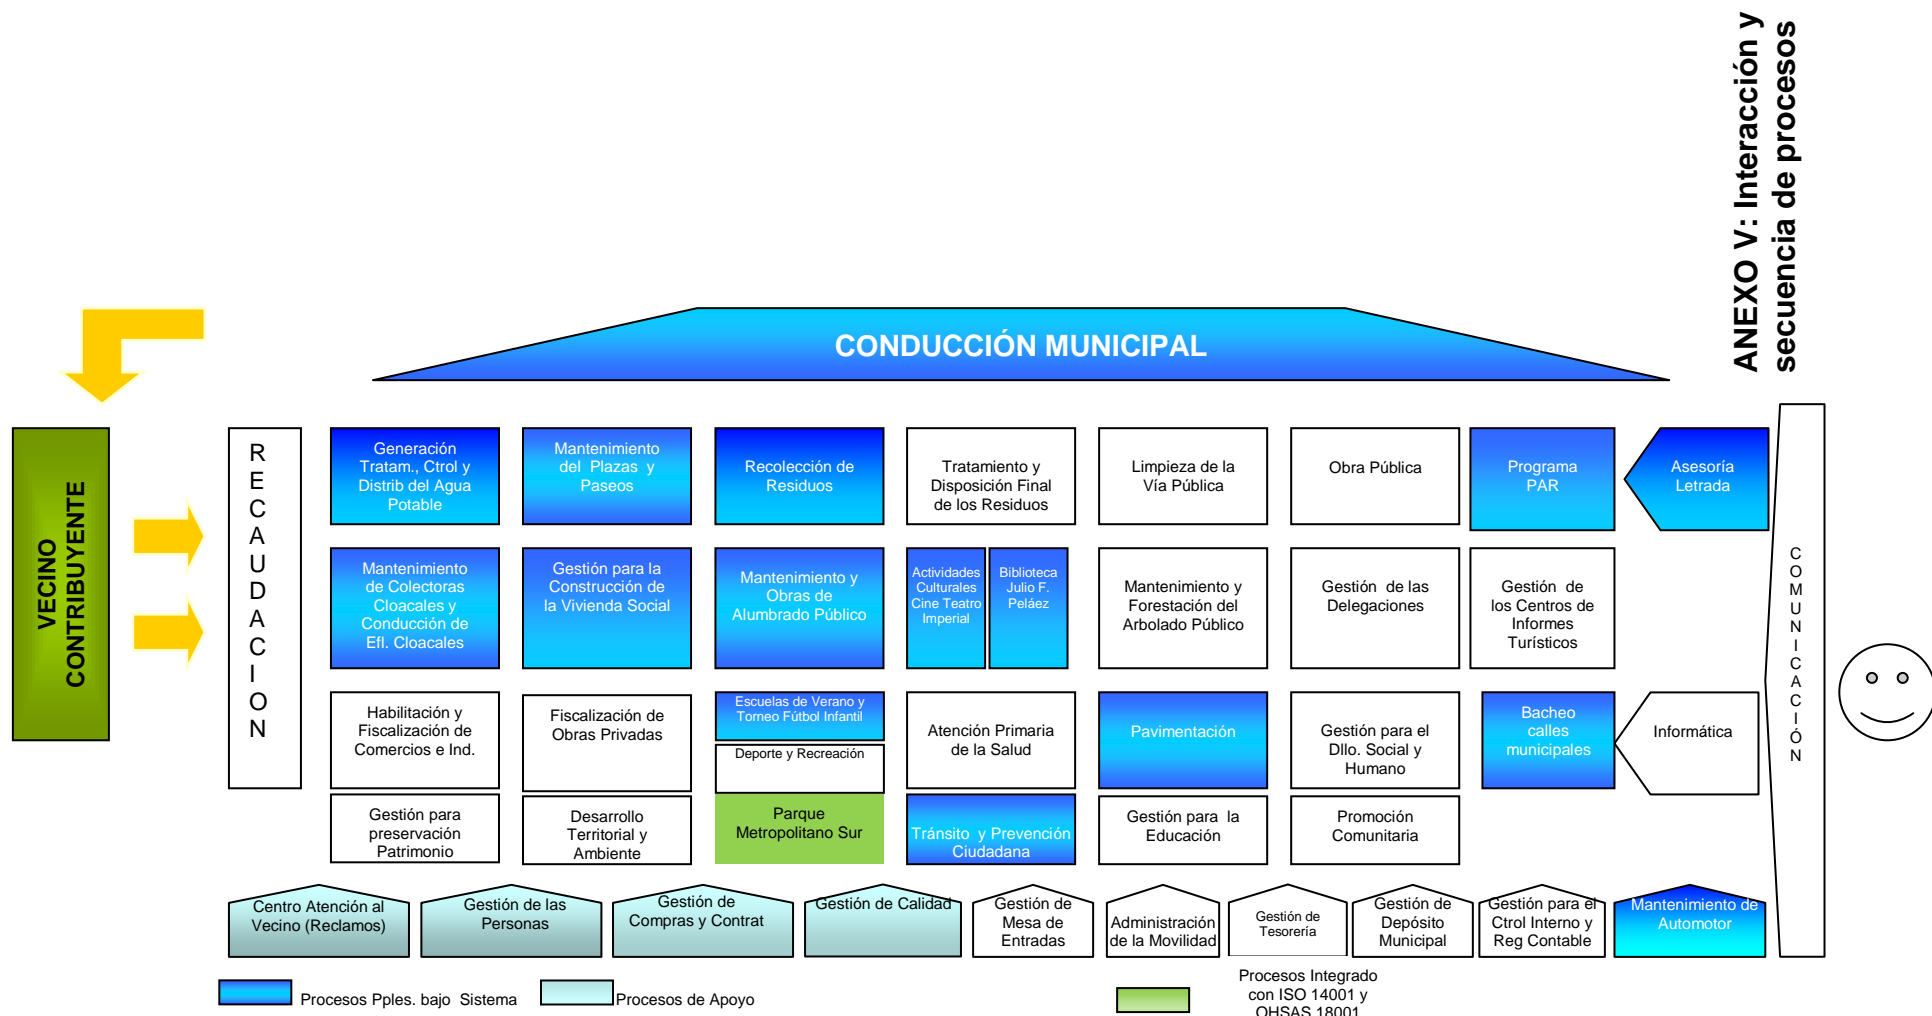 ANEXO V: Interacción y
secuencia de procesos
CONDUCCIÓN MUNICIPAL
VECINO
CONTRIBUYENTE
RECAUDACION
Generación
Tratam., Ctrol y
Distrib del Agua
Potable
Mantenimiento
del Plazas y
Paseos
Recolección de
Residuos
Tratamiento y
Disposición Final
de los Residuos
Limpieza de la
Vía Pública
Obra Pública
Programa
PAR
Asesoría
Letrada
Mantenimiento
de Colectoras
Cloacales y
Conducción de
Efl. Cloacales
Gestión para la
Construcción de
la Vivienda Social
Mantenimiento y
Obras de
Alumbrado Público
Actividades
Culturales
Cine Teatro
Imperial
Biblioteca
Julio F.
Peláez
Mantenimiento y
Forestación del
Arbolado Público
Gestión de las
Delegaciones
Gestión de
los Centros de
Informes
Turísticos
COMUNICACIÓN
Habilitación y
Fiscalización de
Comercios e Ind.
Fiscalización de
Obras Privadas
Escuelas de Verano y
Torneo Fútbol Infantil
Deporte y Recreación
Atención Primaria
de la Salud
Pavimentación
Gestión para el
Dllo. Social y
Humano
Bacheo
calles
municipales
Informática
Gestión para
preservación
Patrimonio
Desarrollo
Territorial y
Ambiente
Parque
Metropolitano Sur
Tránsito y Prevención
Ciudadana
Gestión para la
Educación
Promoción
Comunitaria
Centro Atención al
Vecino (Reclamos)
Gestión de las
Personas
Gestión de
Compras y Contrat
Gestión de Calidad
Gestión de
Mesa de
Entradas
Administración
de la Movilidad
Gestión de
Tesorería
Gestión de
Depósito
Municipal
Gestión para el
Ctrol Interno y
Reg Contable
Mantenimiento de
Automotor
Procesos Pples. bajo Sistema
Procesos de Apoyo
Procesos Integrado
con ISO 14001 y
OHSAS 18001